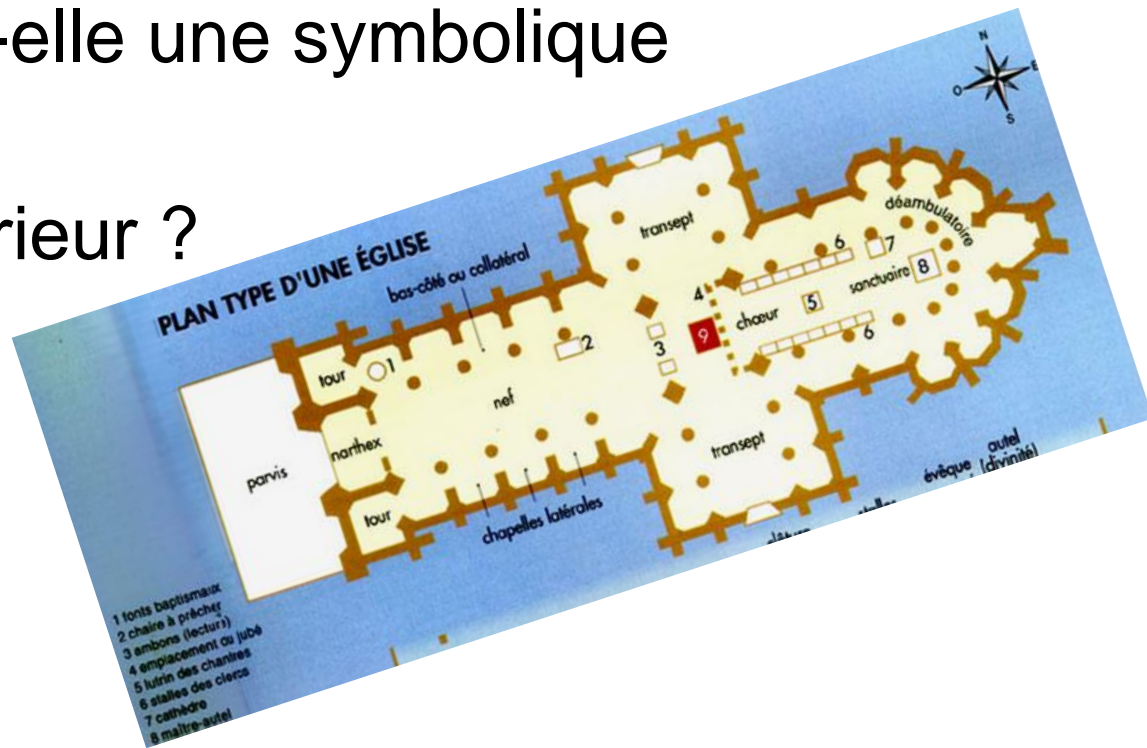 -elle une symbolique
rieur ?
PLAN TYPE D'UNE ÉGLISE
N
O
E
S
bas-côté ou collatéral
transept
déambulatoire
6
7
sanctuaire
8
4
chœur
5
9
6
tour
1
2
3
nef
narthex
parvis
transept
tour
chapelles latérales
évêque
autel
(divinité)
1 fonts baptismaux
2 chaire à prêcher
3 ambons (lecture)
4 emplacement du jubé
5 lutrin des chantres
6 stalles des clercs
7 cathèdre
8 maître-autel